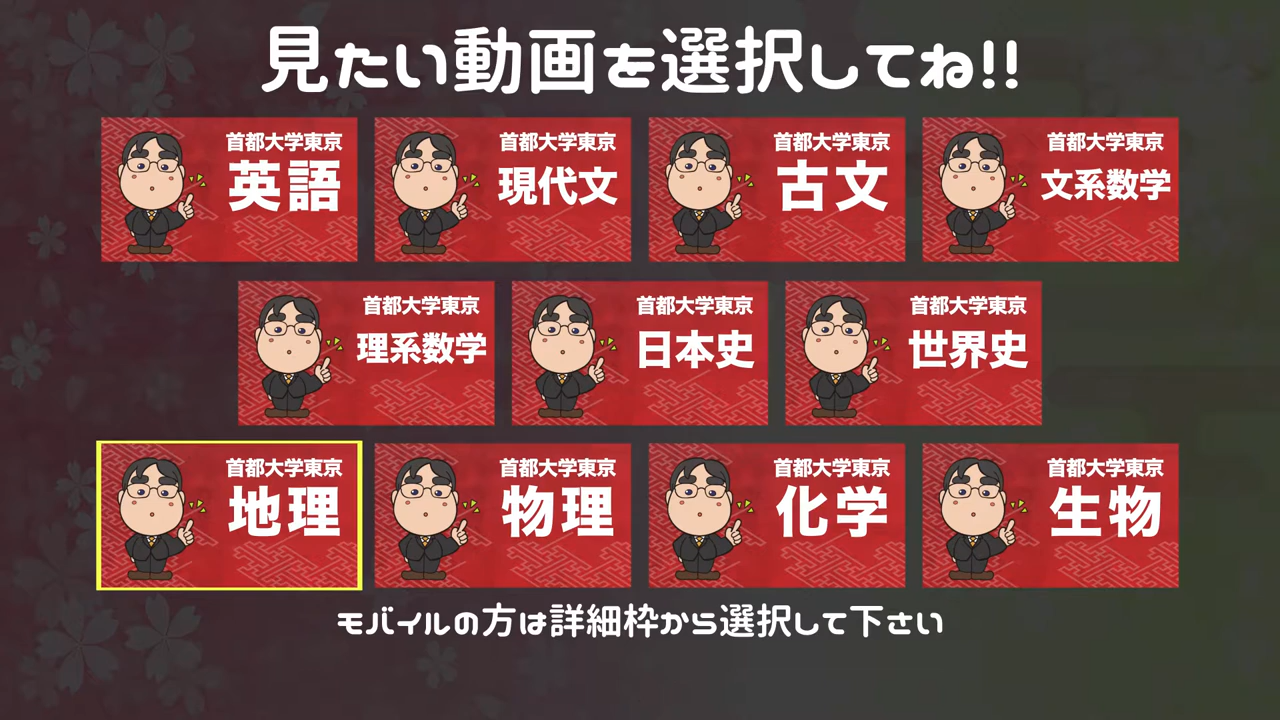 見たい動画を選択してね!!
首都大学東京
英語
首都大学東京
現代文
首都大学東京
古文
首都大学東京
文系数学
首都大学東京
理系数学
首都大学東京
日本史
首都大学東京
世界史
首都大学東京
地理
首都大学東京
物理
首都大学東京
化学
首都大学東京
生物
モバイルの方は詳細枠から選択して下さい